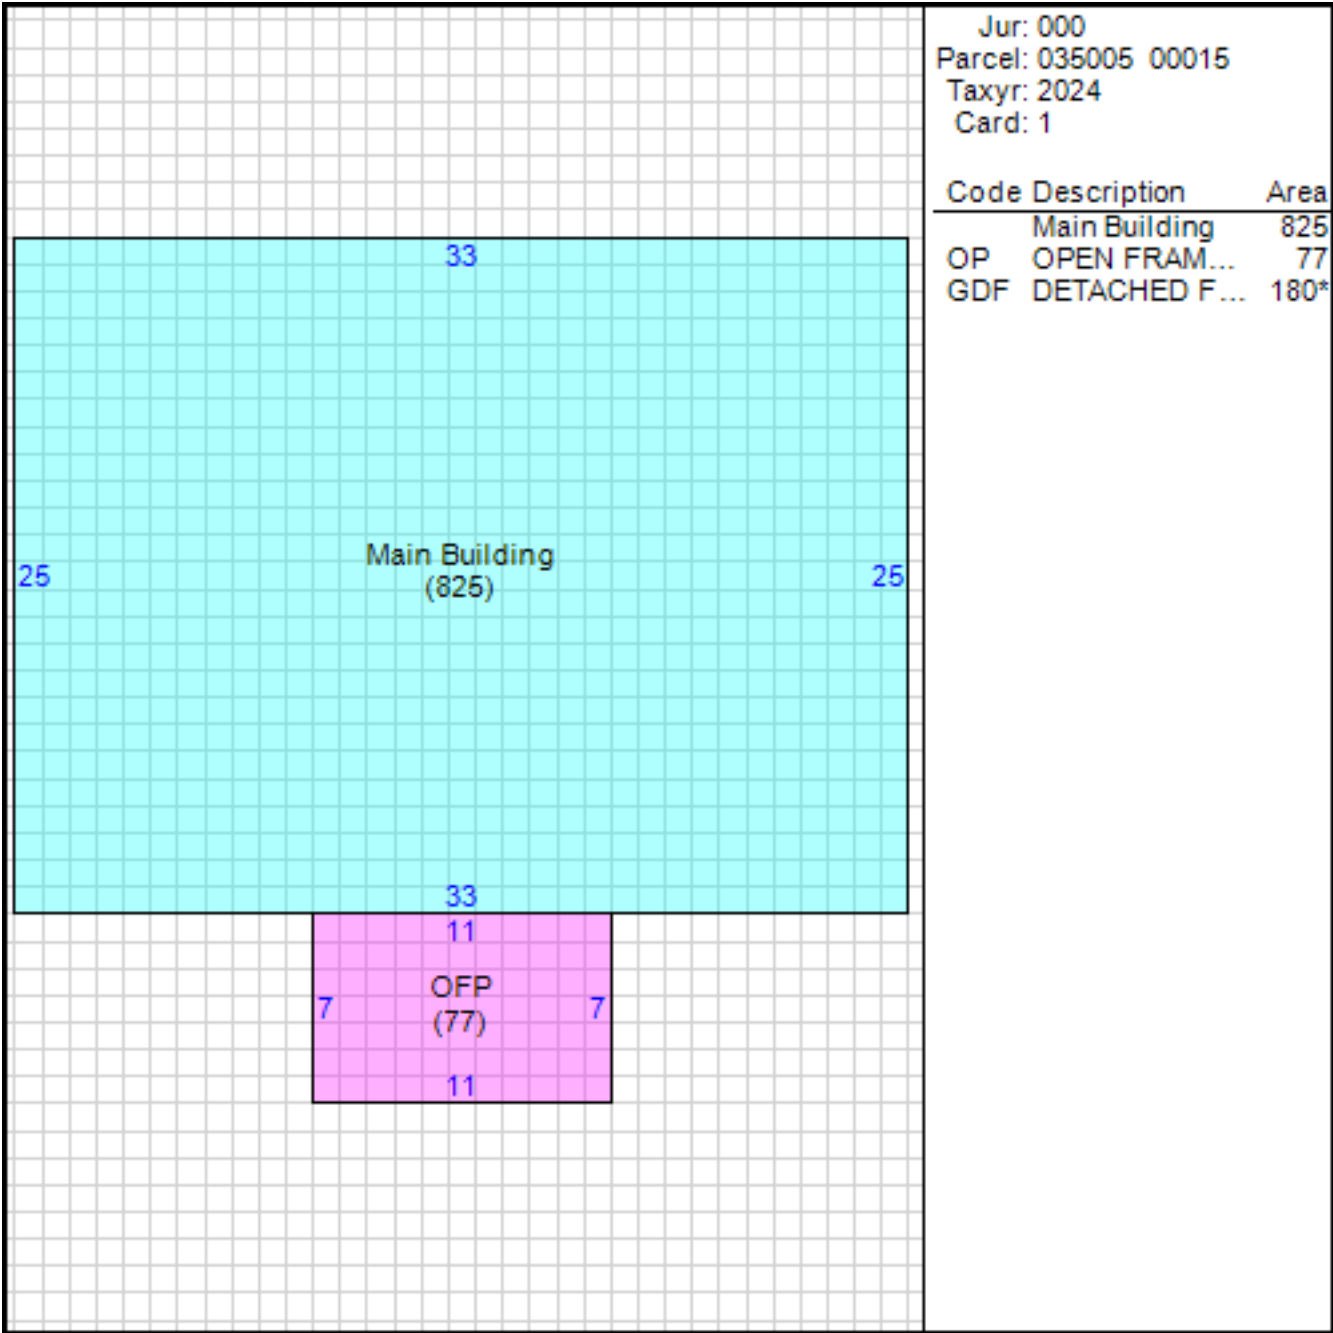 Jur: 000
Parcel: 035005 00015
Taxyr: 2024
Card: 1
Code Description Area
Main Building 825
OP OPEN FRAM... 77
GDF DETACHED F... 180*
33
Main Building
25 25
(825)
33
11
OFP
7 7
(77)
11